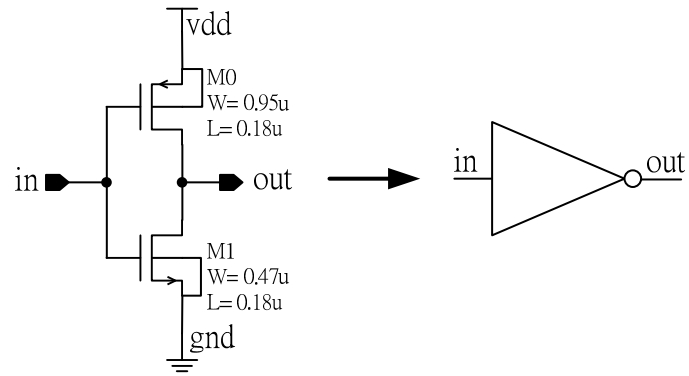 vdd
M0
W= 0.95u
L= 0.18u
in
out
M1
W= 0.47u
L= 0.18u
gnd
in
out